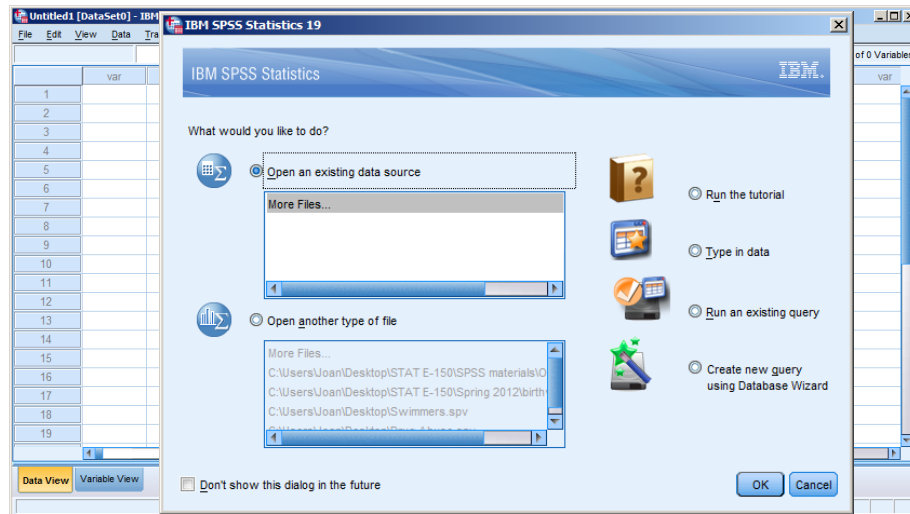 Untitled1 [DataSet0] - IBM
File Edit View Data Tra
of 0 Variables
var
var
1
2
3
4
5
6
7
8
9
10
11
12
13
14
15
16
17
18
19
Data View Variable View
IBM SPSS Statistics 19
IBM SPSS Statistics
IBM.
What would you like to do?
Open an existing data source
More Files...
Open another type of file
More Files...
C:\Users\Joan\Desktop\STAT E-150\SPSS materials\O
C:\Users\Joan\Desktop\STAT E-150\Spring 2012\birth
C:\Users\Joan\Desktop\Swimmers.spv
Run the tutorial
Type in data
Run an existing query
Create new query
using Database Wizard
Don't show this dialog in the future
OK Cancel